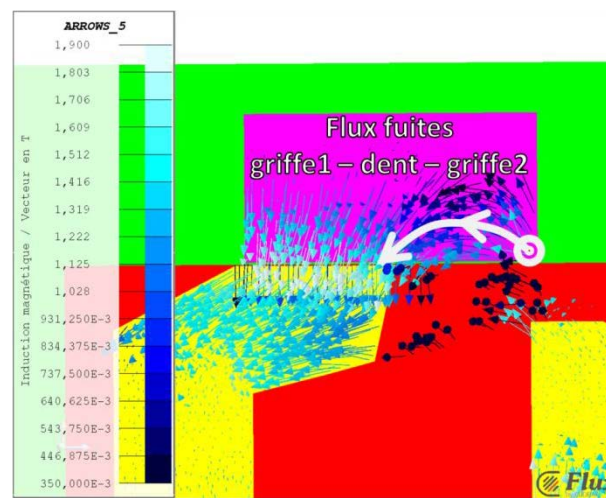 ARROWS_5
1,900
1,803
1,706
1,609
1,512
1,416
1,319
1,222
1,125
1,028
931,250E-3
834,375E-3
737,500E-3
640,625E-3
543,750E-3
446,875E-3
350,000E-3
Induction magnétique / Vecteur en T
Flux fuites
griffe1 – dent – griffe2
Flux